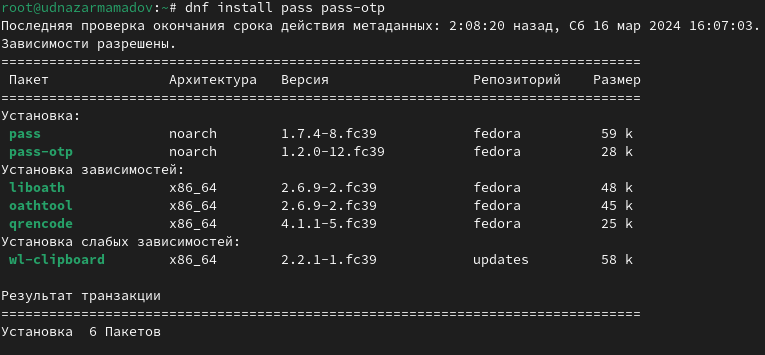 root@udnazarmamadov:~# dnf install pass pass-otp
Последняя проверка окончания срока действия метаданных: 2:08:20 назад, Сб 16 мар 2024 16:07:03.
Зависимости разрешены.
================================================================================
Пакет Архитектура Версия Репозиторий Размер
================================================================================
Установка:
pass noarch 1.7.4-8.fc39 fedora 59 k
pass-otp noarch 1.2.0-12.fc39 fedora 28 k
Установка зависимостей:
liboath x86_64 2.6.9-2.fc39 fedora 48 k
oathtool x86_64 2.6.9-2.fc39 fedora 45 k
qrencode x86_64 4.1.1-5.fc39 fedora 25 k
Установка слабых зависимостей:
wl-clipboard x86_64 2.2.1-1.fc39 updates 58 k
Результат транзакции
================================================================================
Установка 6 Пакетов